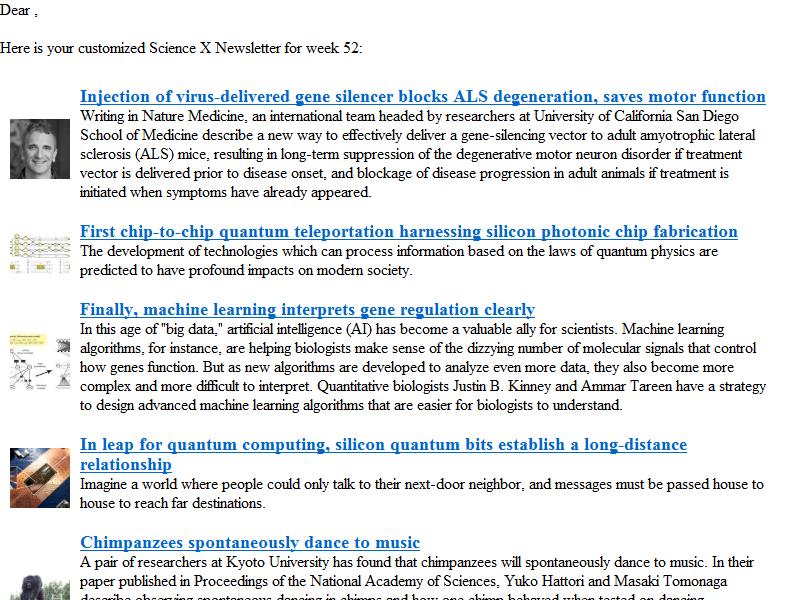 Dear ,
Here is your customized Science X Newsletter for week 52:
Injection of virus-delivered gene silencer blocks ALS degeneration, saves motor function
Writing in Nature Medicine, an international team headed by researchers at University of California San Diego
School of Medicine describe a new way to effectively deliver a gene-silencing vector to adult amyotrophic lateral
sclerosis (ALS) mice, resulting in long-term suppression of the degenerative motor neuron disorder if treatment
vector is delivered prior to disease onset, and blockage of disease progression in adult animals if treatment is
initiated when symptoms have already appeared.
First chip-to-chip quantum teleportation harnessing silicon photonic chip fabrication
The development of technologies which can process information based on the laws of quantum physics are
predicted to have profound impacts on modern society.
Finally, machine learning interprets gene regulation clearly
In this age of "big data," artificial intelligence (AI) has become a valuable ally for scientists. Machine learning
algorithms, for instance, are helping biologists make sense of the dizzying number of molecular signals that control
how genes function. But as new algorithms are developed to analyze even more data, they also become more
complex and more difficult to interpret. Quantitative biologists Justin B. Kinney and Ammar Tareen have a strategy
to design advanced machine learning algorithms that are easier for biologists to understand.
In leap for quantum computing, silicon quantum bits establish a long-distance
relationship
Imagine a world where people could only talk to their next-door neighbor, and messages must be passed house to
house to reach far destinations.
Chimpanzees spontaneously dance to music
A pair of researchers at Kyoto University has found that chimpanzees will spontaneously dance to music. In their
paper published in Proceedings of the National Academy of Sciences, Yuko Hattori and Masaki Tomonaga
describe observing spontaneous dancing in chimps and how one chimp behaved when tested on dancing